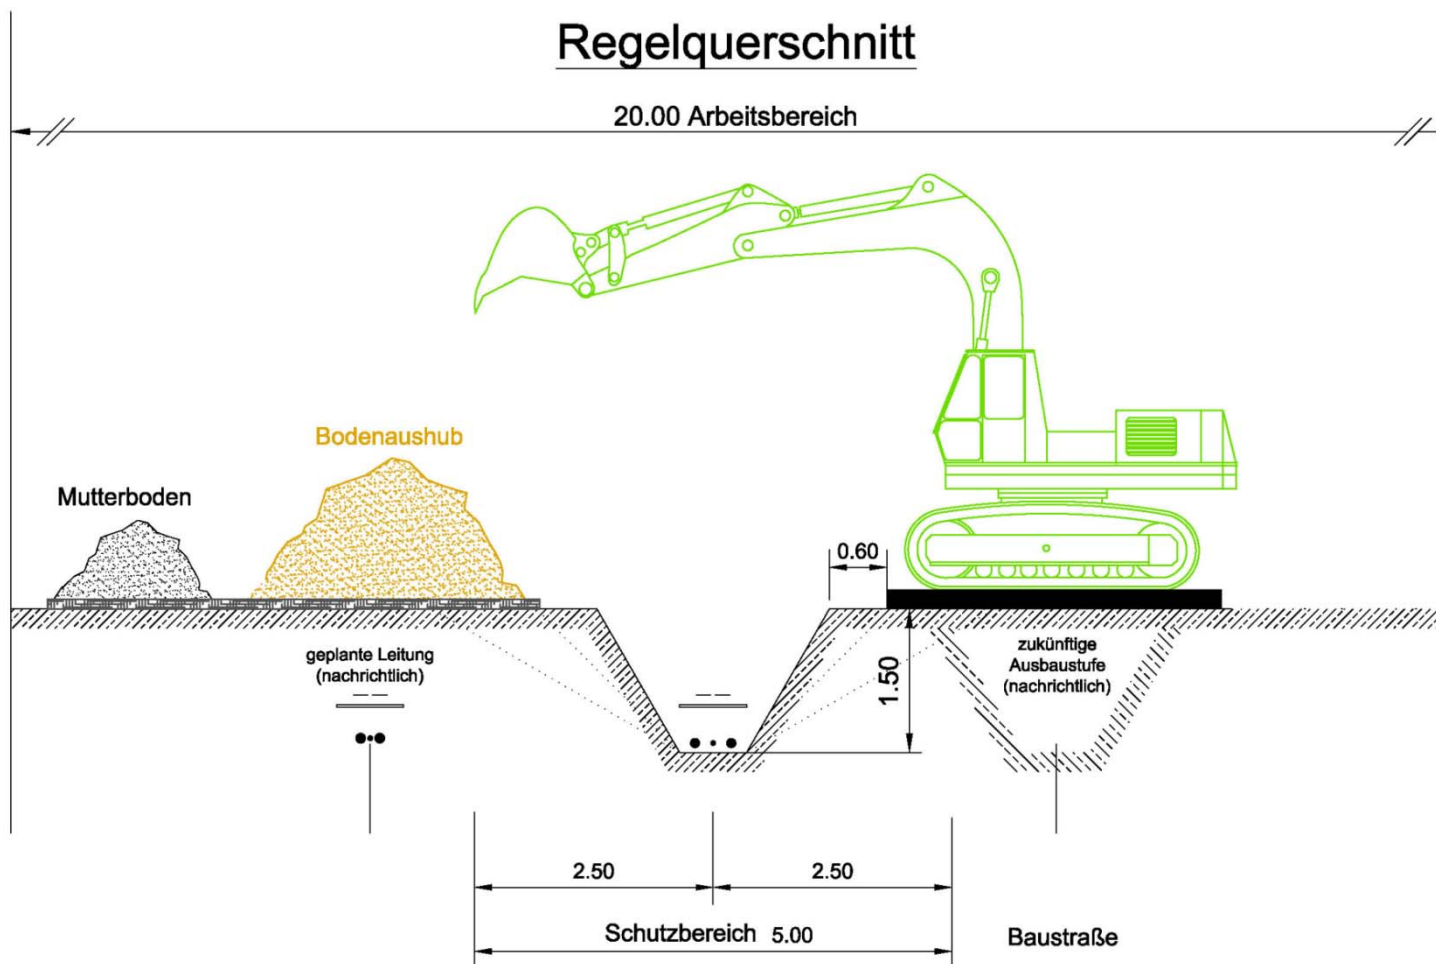 Regelquerschnitt
20.00 Arbeitsbereich
Bodenaushub
Mutterboden
0.60
geplante Leitung
(nachrichtlich)
1.50
zukünftige
Ausbaustufe
(nachrichtlich)
2.50
2.50
Schutzbereich 5.00
Baustraße